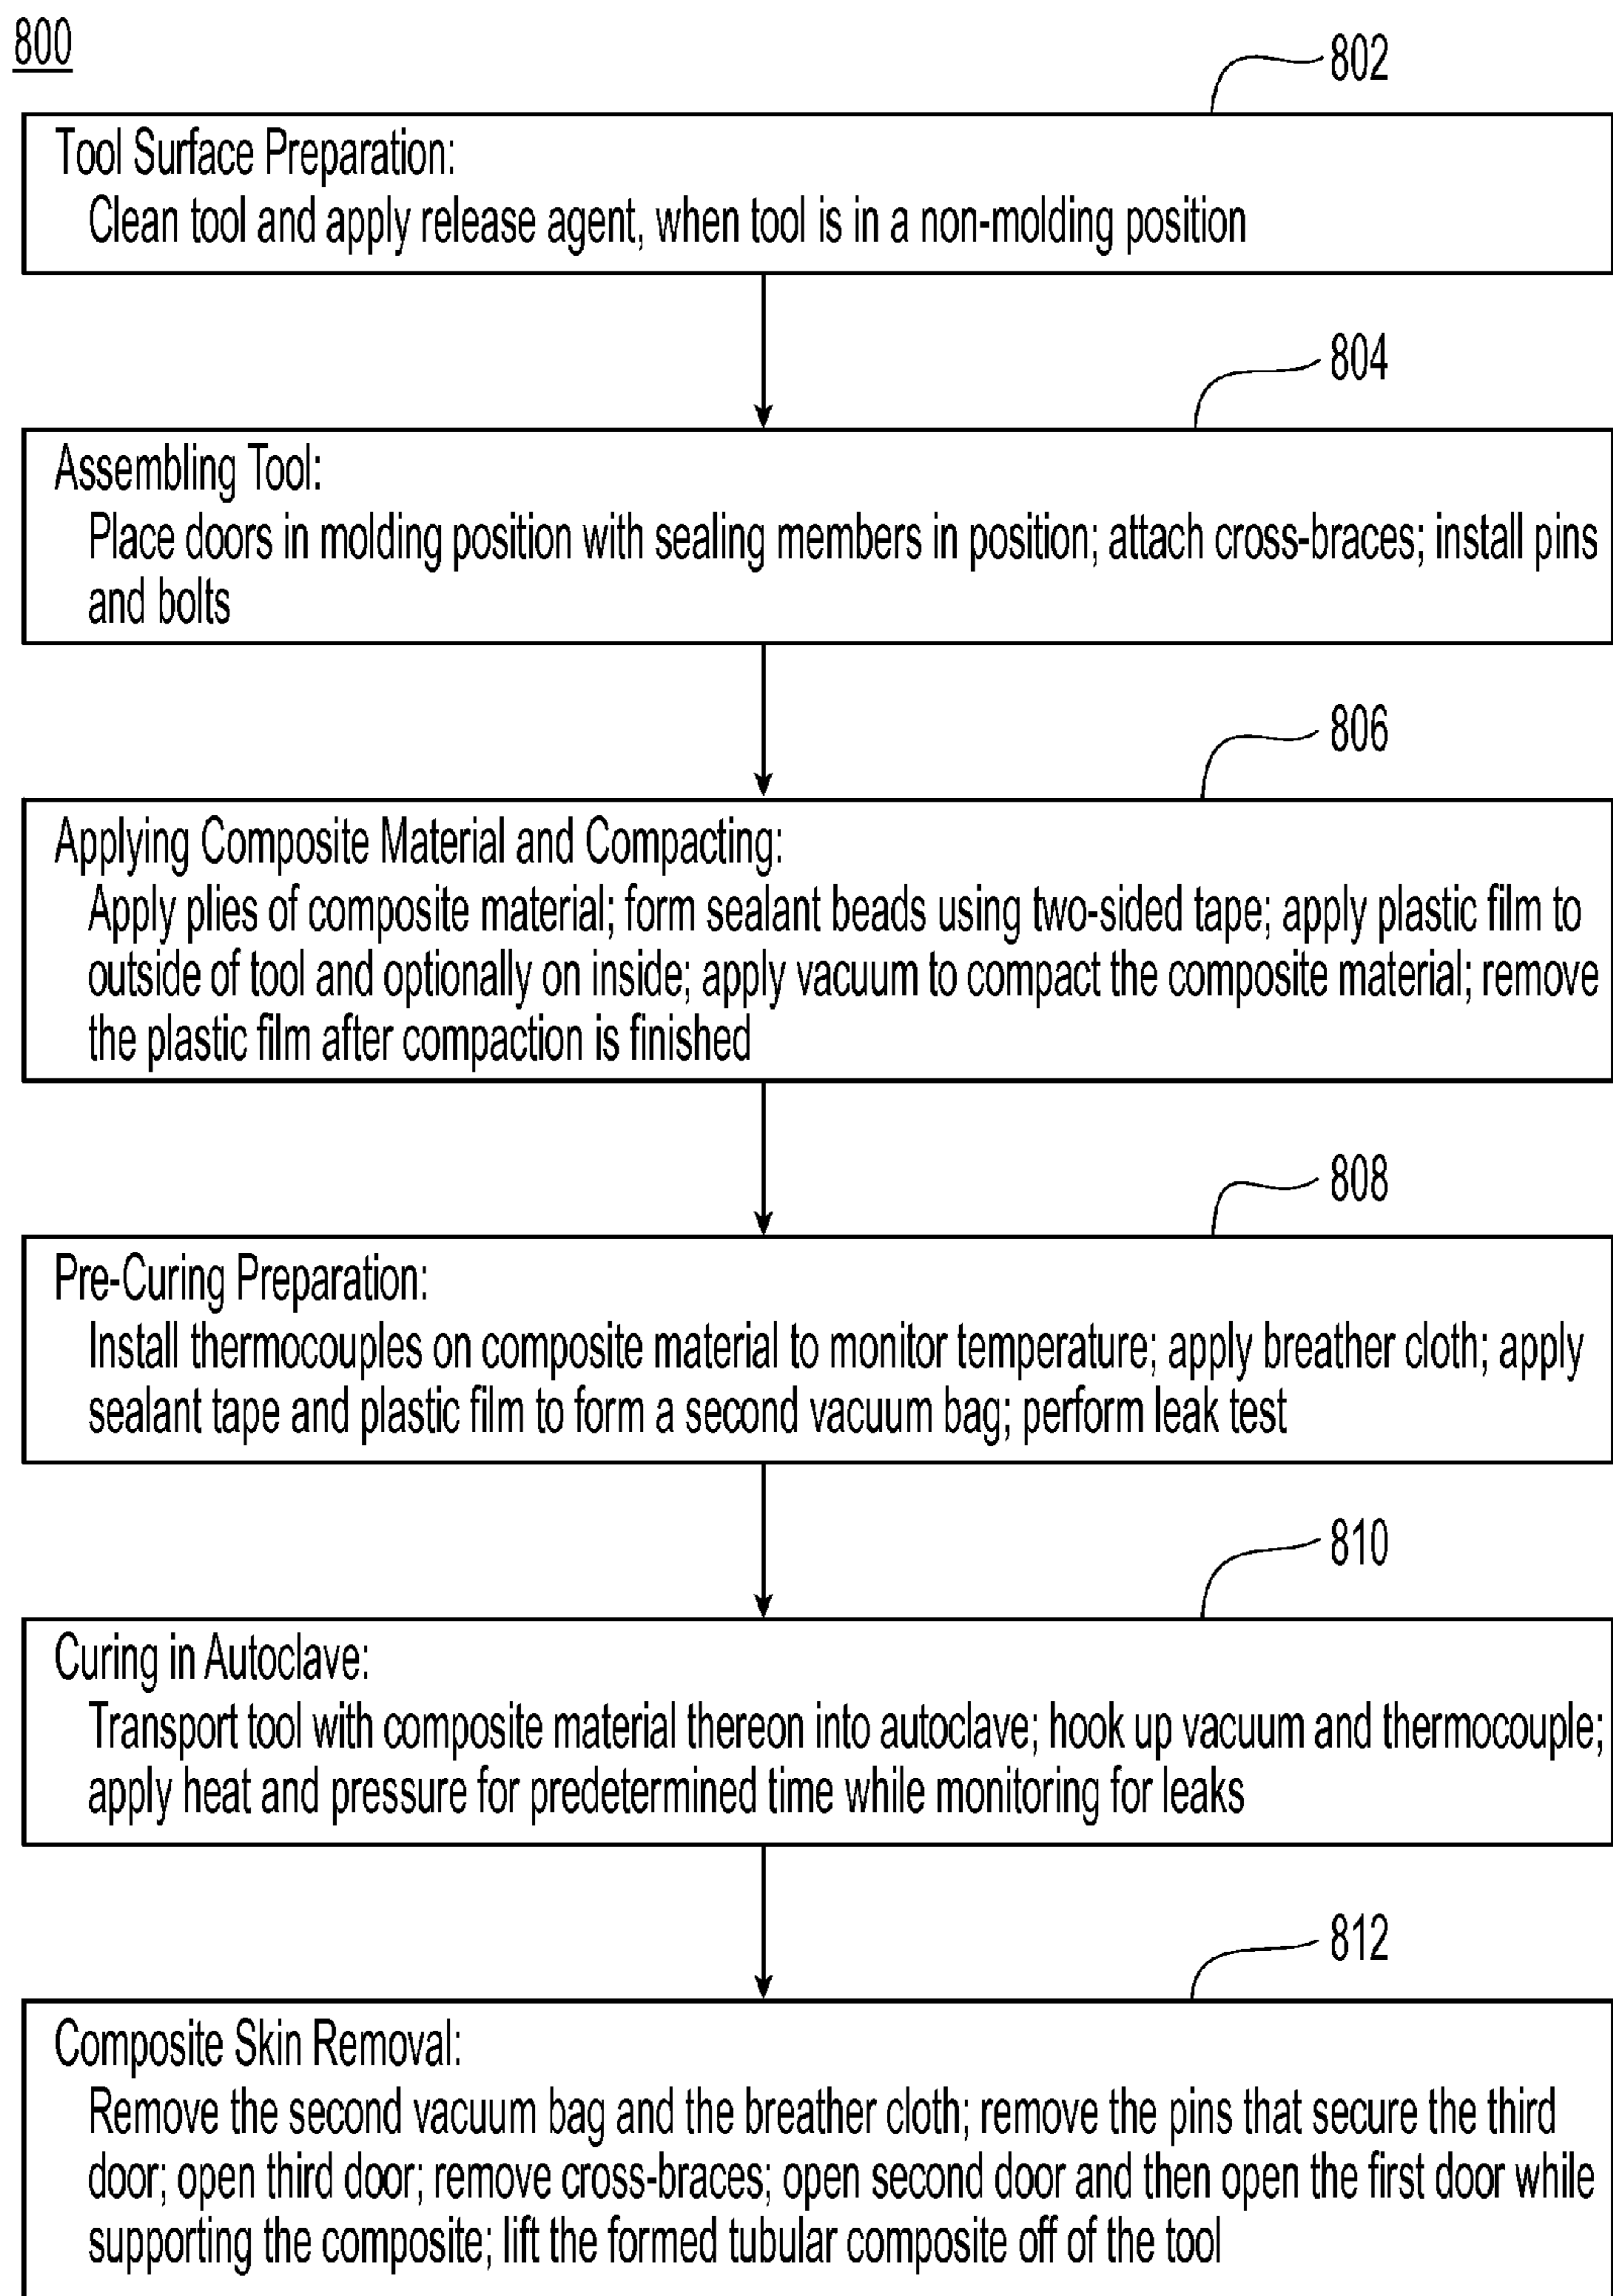 800
802
Tool Surface Preparation:
Clean tool and apply release agent, when tool is in a non-molding position
804
Assembling Tool:
Place doors in molding position with sealing members in position; attach cross-braces; install pins
and bolts
806
Applying Composite Material and Compacting:
Apply plies of composite material; form sealant beads using two-sided tape; apply plastic film to
outside of tool and optionally on inside; apply vacuum to compact the composite material; remove
the plastic film after compaction is finished
808
Pre-Curing Preparation:
Install thermocouples on composite material to monitor temperature; apply breather cloth; apply
sealant tape and plastic film to form a second vacuum bag; perform leak test
810
Curing in Autoclave:
Transport tool with composite material thereon into autoclave; hook up vacuum and thermocouple;
apply heat and pressure for predetermined time while monitoring for leaks
812
Composite Skin Removal:
Remove the second vacuum bag and the breather cloth; remove the pins that secure the third
door; open third door; remove cross-braces; open second door and then open the first door while
supporting the composite; lift the formed tubular composite off of the tool